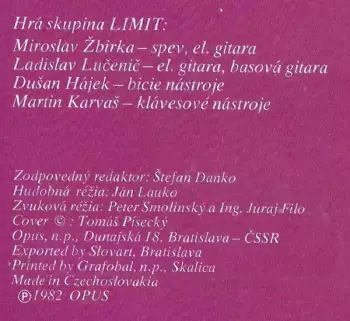 Hrá skupina LIMIT:
Miroslav Žbirka – spev, el. gitara
Ladislav Lučenič – el. gitara, basová gitara
Dušan Hájek – bicie nástroje
Martin Karvaš – klávesové nástroje
Zodpovedný redaktor: Štefan Danko
Hudobná réžia: Ján Lauko
Zvuková réžia: Peter Smolinský a Ing. Juraj Filo
Cover © : Tomáš Písecký
Opus, n.p., Dunajská 18, Bratislava – ČSSR
Exported by Slovart, Bratislava
Printed by Grafobal, n.p., Skalica
Made in Czechoslovakia
℗ 1982 OPUS